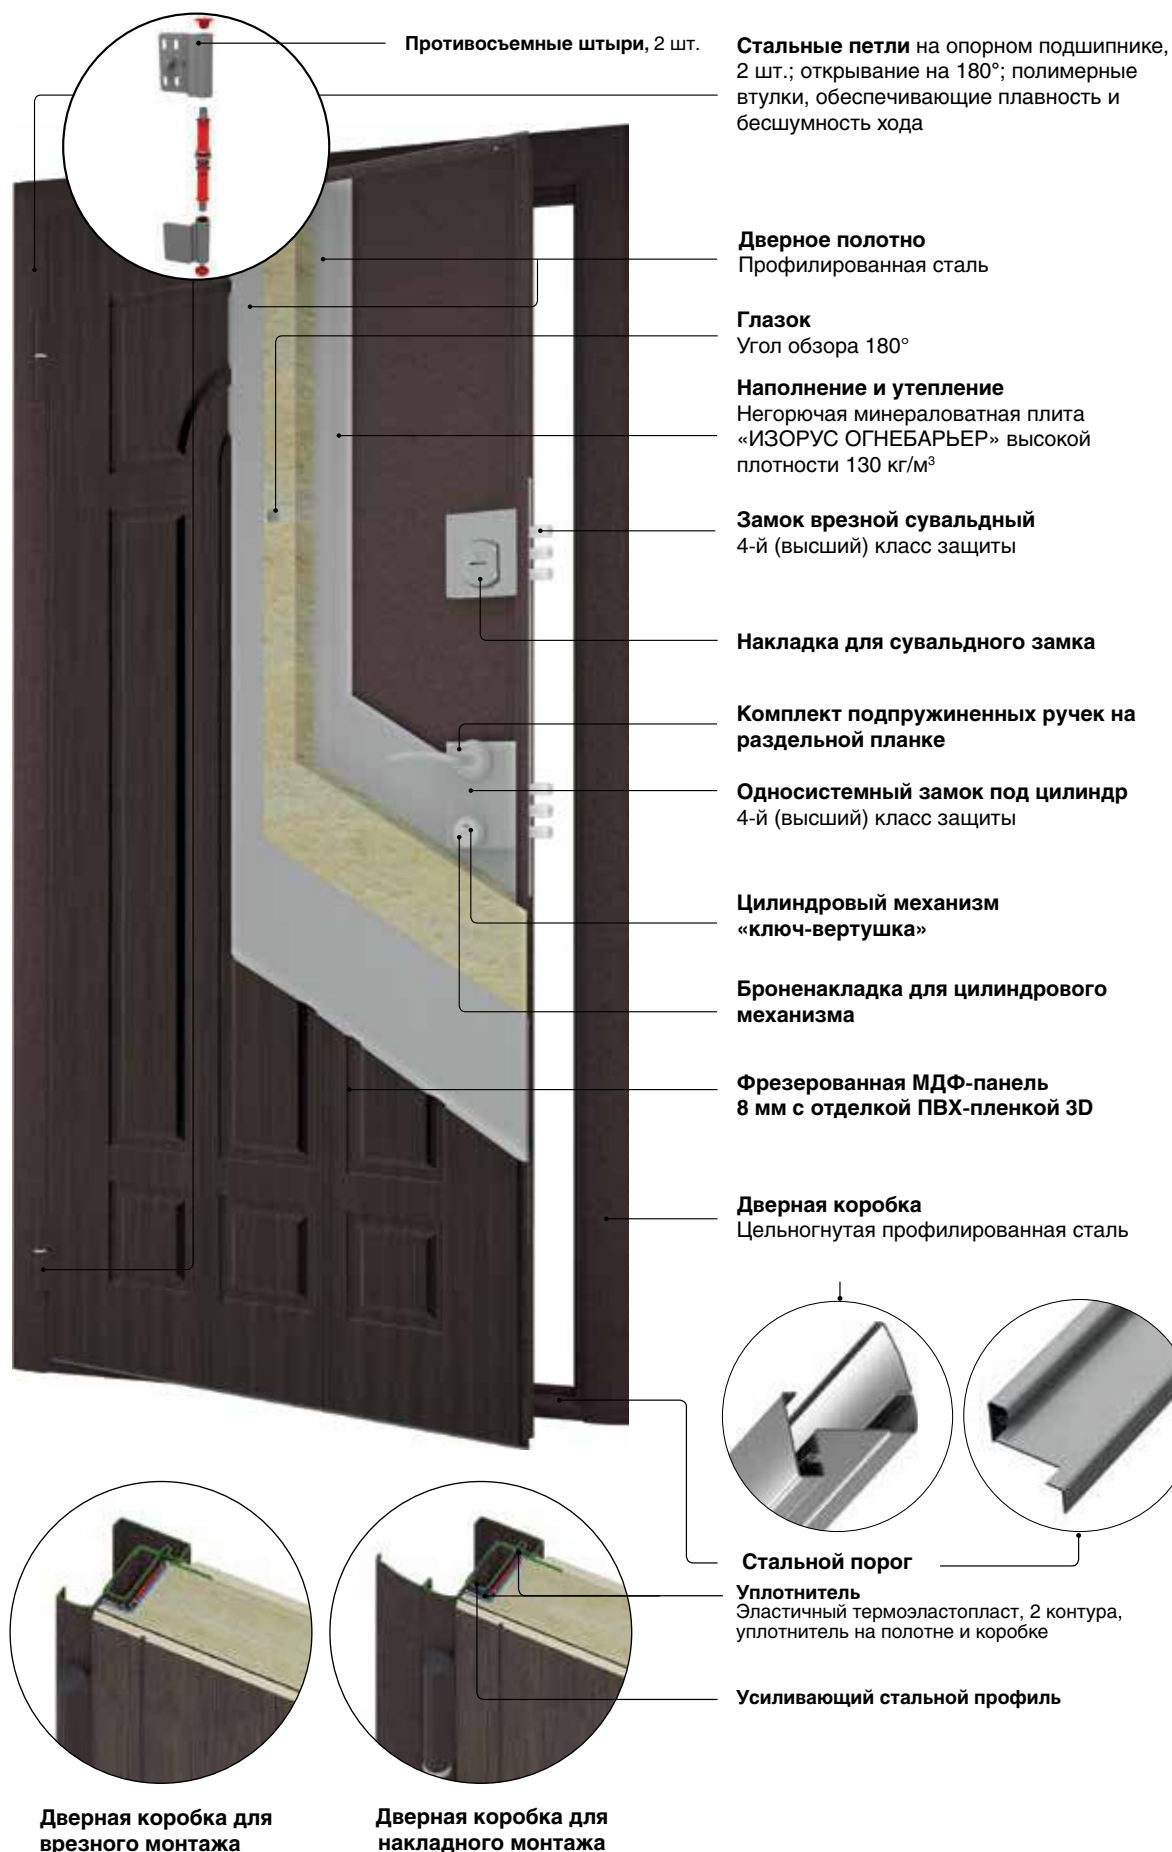 Противосъемные штыри, 2 шт.
Стальные петли на опорном подшипнике,
2 шт.; открывание на 180°; полимерные
втулки, обеспечивающие плавность и
бесшумность хода
Дверное полотно
Профилированная сталь
Глазок
Угол обзора 180°
Наполнение и утепление
Негорючая минераловатная плита
«ИЗОРУС ОГНЕБАРЬЕР» высокой
плотности 130 кг/м³
Замок врезной сувальдный
4-й (высший) класс защиты
Накладка для сувальдного замка
Комплект подпружиненных ручек на
раздельной планке
Односистемный замок под цилиндр
4-й (высший) класс защиты
Цилиндровый механизм
«ключ-вертушка»
Броненакладка для цилиндрового
механизма
Фрезерованная МДФ-панель
8 мм с отделкой ПВХ-пленкой 3D
Дверная коробка
Цельногнутая профилированная сталь
Стальной порог
Уплотнитель
Эластичный термоэластопласт, 2 контура,
уплотнитель на полотне и коробке
Усиливающий стальной профиль
Дверная коробка для
врезного монтажа
Дверная коробка для
накладного монтажа